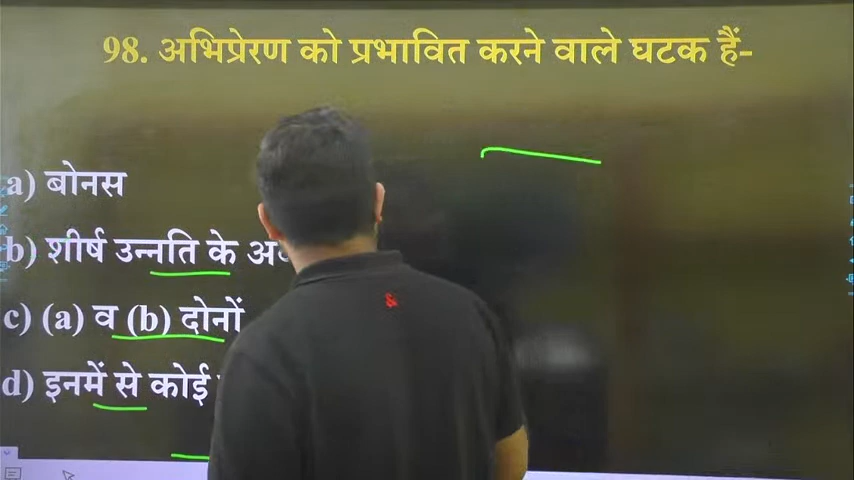 98. अभिप्रेरण को प्रभावित करने वाले घटक हैं-
a) बोनस
b) शीर्ष उन्नति के
c) (a) व (b) दोनों
d) इनमें से कोई